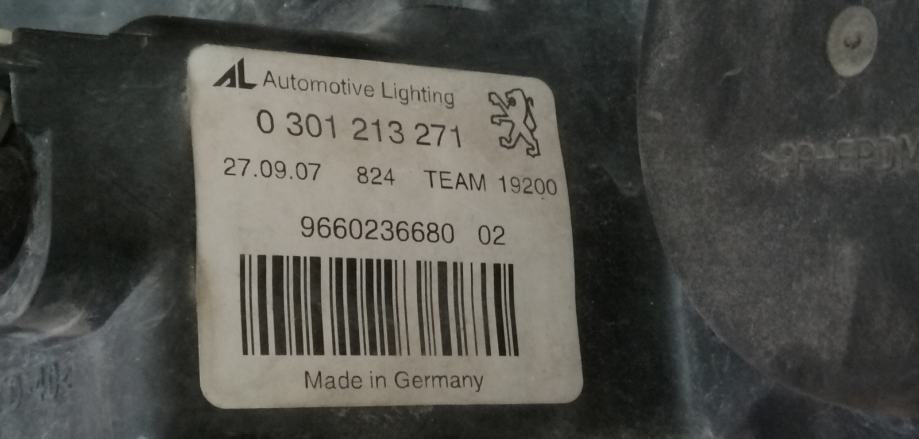 AL Automotive Lighting
0 301 213 271
27.09.07 824 TEAM 19200
9660236680 02
Made in Germany